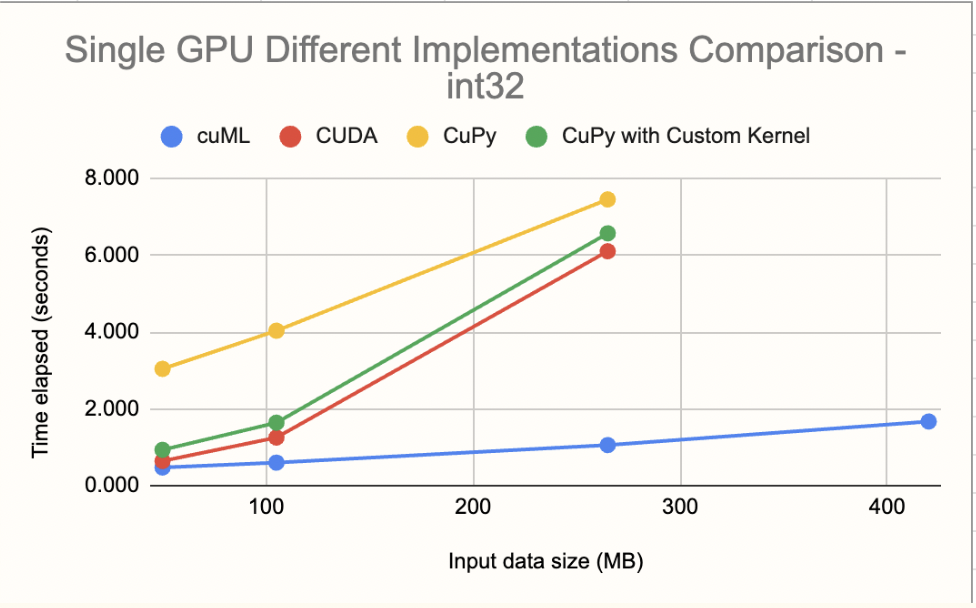 Single GPU Different Implementations Comparison -
int32
cuML CUDA CuPy CuPy with Custom Kernel
Time elapsed (seconds)
8.000
6.000
4.000
2.000
0.000
100 200 300 400
Input data size (MB)